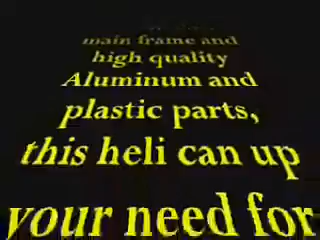 main frame and
high quality
Aluminum and
plastic parts,
this heli can up
your need for